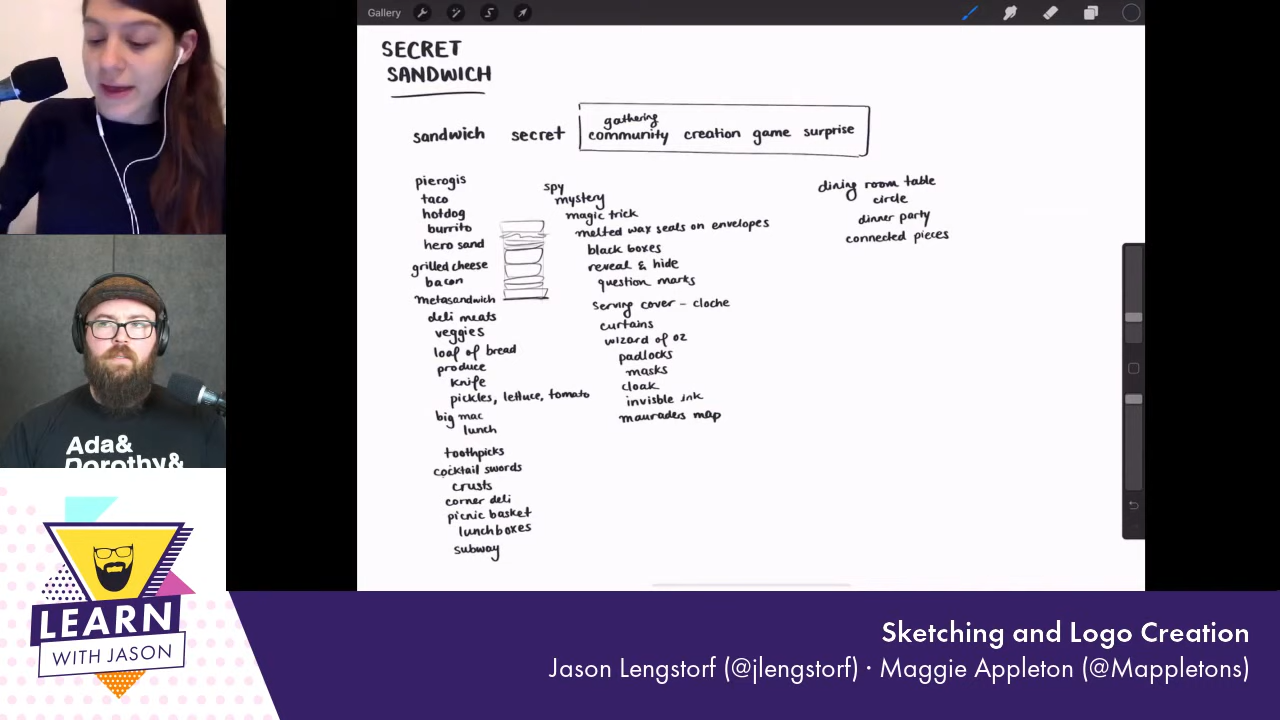 Gallery
SECRET
SANDWICH
gathering
sandwich secret community creation game surprise
pierogis
taco
hotdog
burrito
hero sand
grilled cheese
bacon
metasandwich
deli meats
veggies
loaf of bread
produce
knife
pickles, lettuce, tomato
big mac
lunch
toothpicks
cocktail swords
crusts
corner deli
picnic basket
lunchboxes
subway
spy
mystery
magic trick
melted wax seals on envelopes
black boxes
reveal & hide
question marks
serving cover - cloche
curtains
wizard of oz
padlocks
masks
cloak
invisble ink
mauraders map
dining room table
circle
dinner party
connected pieces
Ada&
Dorothy&
LEARN
WITH JASON
Sketching and Logo Creation
Jason Lengstorf (@jlengstorf) · Maggie Appleton (@Mappletons)